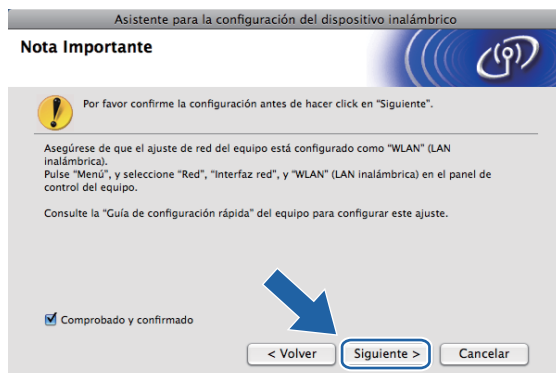 Asistente para la configuración del dispositivo inalámbrico
Nota Importante
Por favor confirme la configuración antes de hacer click en "Siguiente".
Asegúrese de que el ajuste de red del equipo está configurado como "WLAN" (LAN
inalámbrica).
Pulse "Menú", y seleccione "Red", "Interfaz red", y "WLAN" (LAN inalámbrica) en el panel de
control del equipo.
Consulte la "Guía de configuración rápida" del equipo para configurar este ajuste.
Comprobado y confirmado
< Volver
Siguiente >
Cancelar